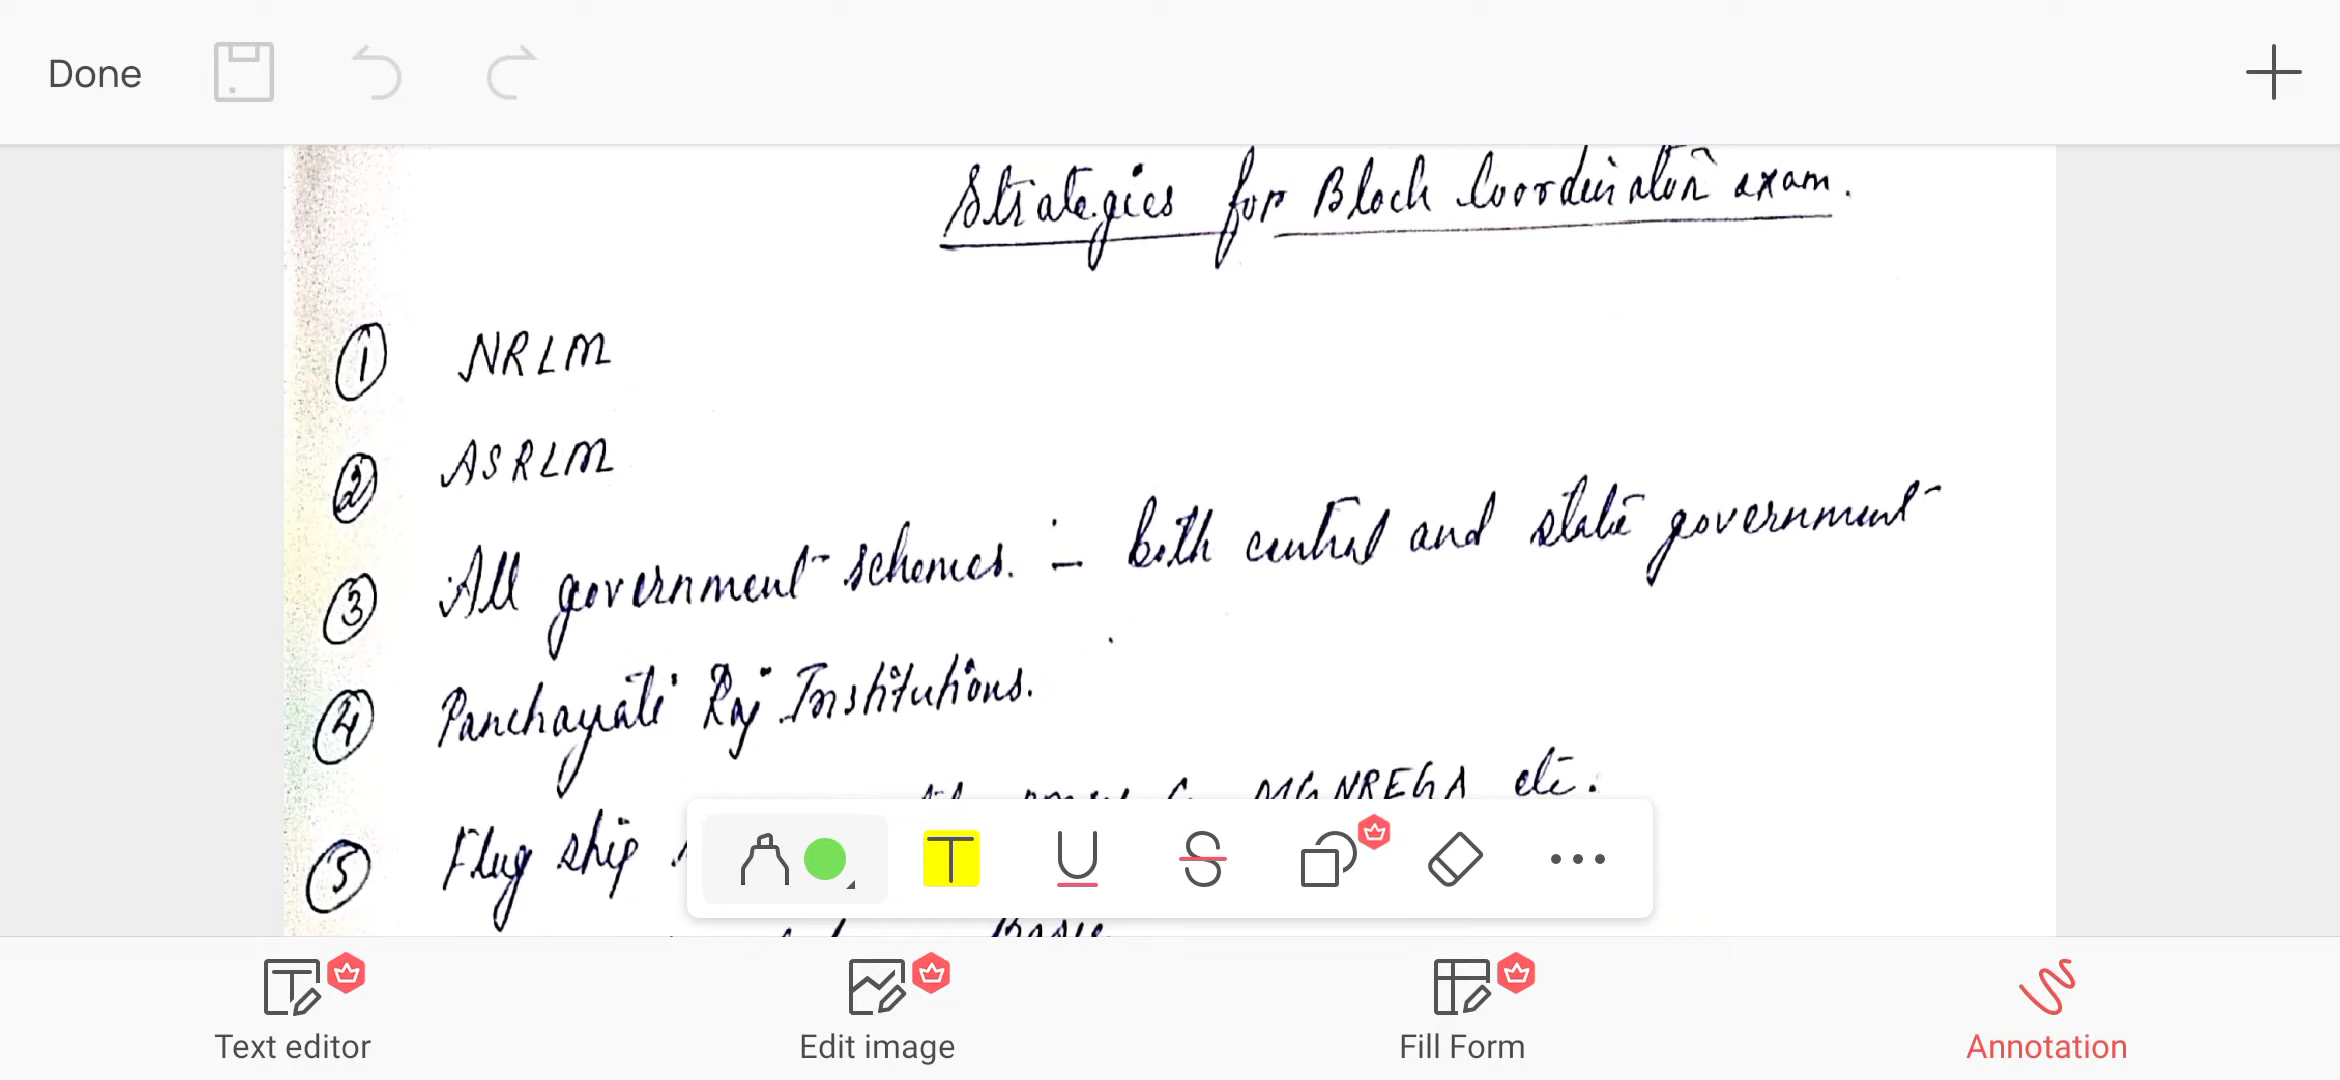 Done
Strategies for Block Coordinator exam.
① NRLM
② ASRLM
③ All government schemes. :- both central and state government
④ Panchayati Raj Institutions.
⑤ Flag ship MGNREGA etc.
Basic
Text editor
Edit image
Fill Form
Annotation